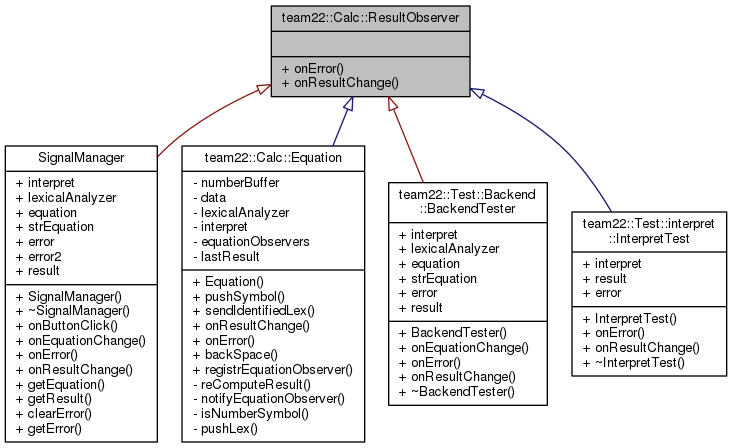 team22::Calc::ResultObserver
+ onError()
+ onResultChange()
SignalManager
+ interpret
+ lexicalAnalyzer
+ equation
+ strEquation
+ error
+ error2
+ result
+ SignalManager()
+ ~SignalManager()
+ onButtonClick()
+ onEquationChange()
+ onError()
+ onResultChange()
+ getEquation()
+ getResult()
+ clearError()
+ getError()
team22::Calc::Equation
- numberBuffer
- data
- lexicalAnalyzer
- interpret
- equationObservers
- lastResult
+ Equation()
+ pushSymbol()
+ sendIdentifiedLex()
+ onResultChange()
+ onError()
+ backSpace()
+ registrEquationObserver()
- reComputeResult()
- notifyEquationObserver()
- isNumberSymbol()
- pushLex()
team22::Test::Backend
::BackendTester
+ interpret
+ lexicalAnalyzer
+ equation
+ strEquation
+ error
+ result
+ BackendTester()
+ onEquationChange()
+ onError()
+ onResultChange()
+ ~BackendTester()
team22::Test::interpret
::InterpretTest
+ interpret
+ result
+ error
+ InterpretTest()
+ onError()
+ onResultChange()
+ ~InterpretTest()